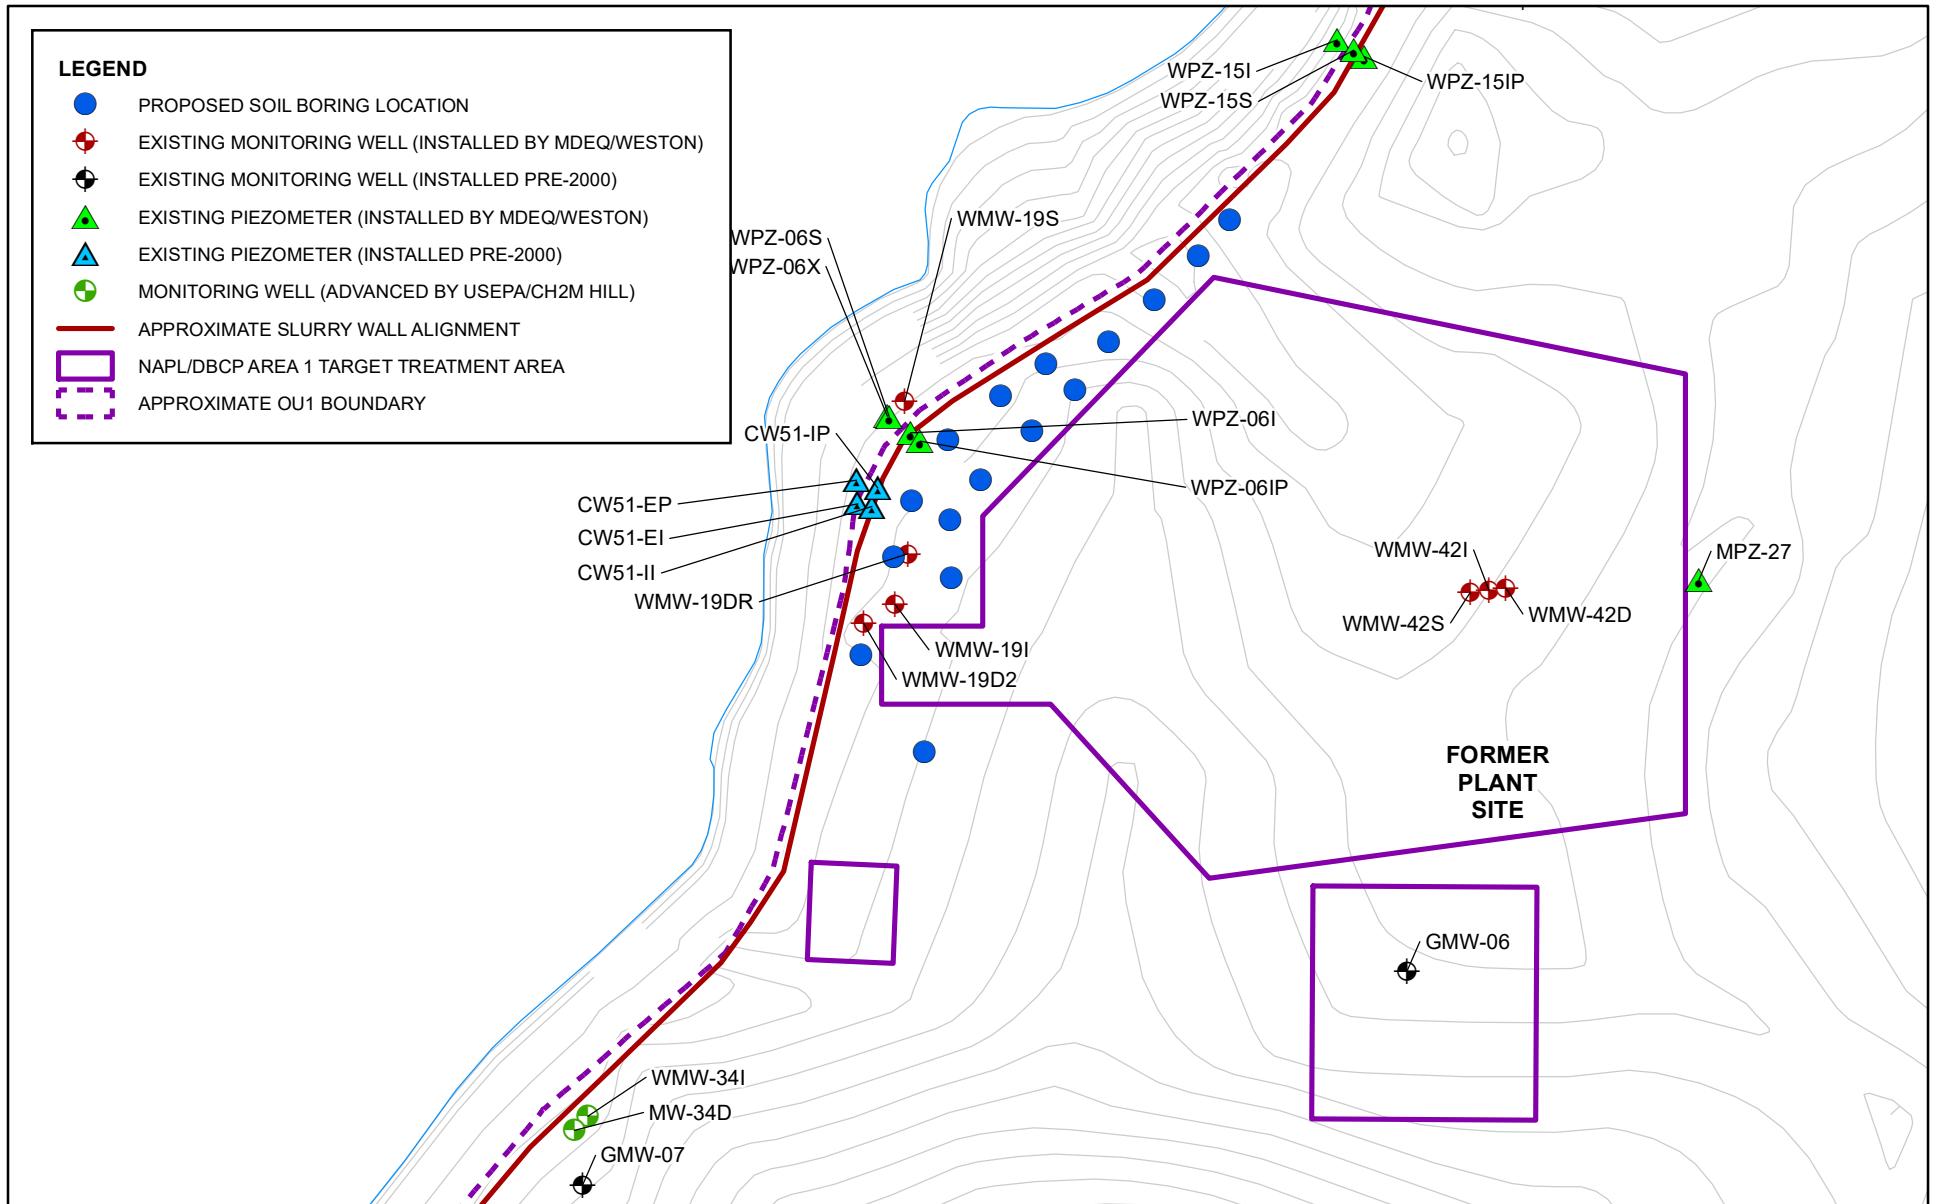 LEGEND
PROPOSED SOIL BORING LOCATION
EXISTING MONITORING WELL (INSTALLED BY MDEQ/WESTON)
EXISTING MONITORING WELL (INSTALLED PRE-2000)
EXISTING PIEZOMETER (INSTALLED BY MDEQ/WESTON)
EXISTING PIEZOMETER (INSTALLED PRE-2000)
MONITORING WELL (ADVANCED BY USEPA/CH2M HILL)
APPROXIMATE SLURRY WALL ALIGNMENT
NAPL/DBCP AREA 1 TARGET TREATMENT AREA
APPROXIMATE OU1 BOUNDARY
WPZ-15I
WPZ-15S
WPZ-15IP
WMW-19S
WPZ-06S
WPZ-06X
CW51-IP
WPZ-06I
WPZ-06IP
CW51-EP
CW51-EI
CW51-II
WMW-19DR
WMW-19I
WMW-19D2
WMW-42I
WMW-42S
WMW-42D
MPZ-27
FORMER
PLANT
SITE
GMW-06
WMW-34I
MW-34D
GMW-07